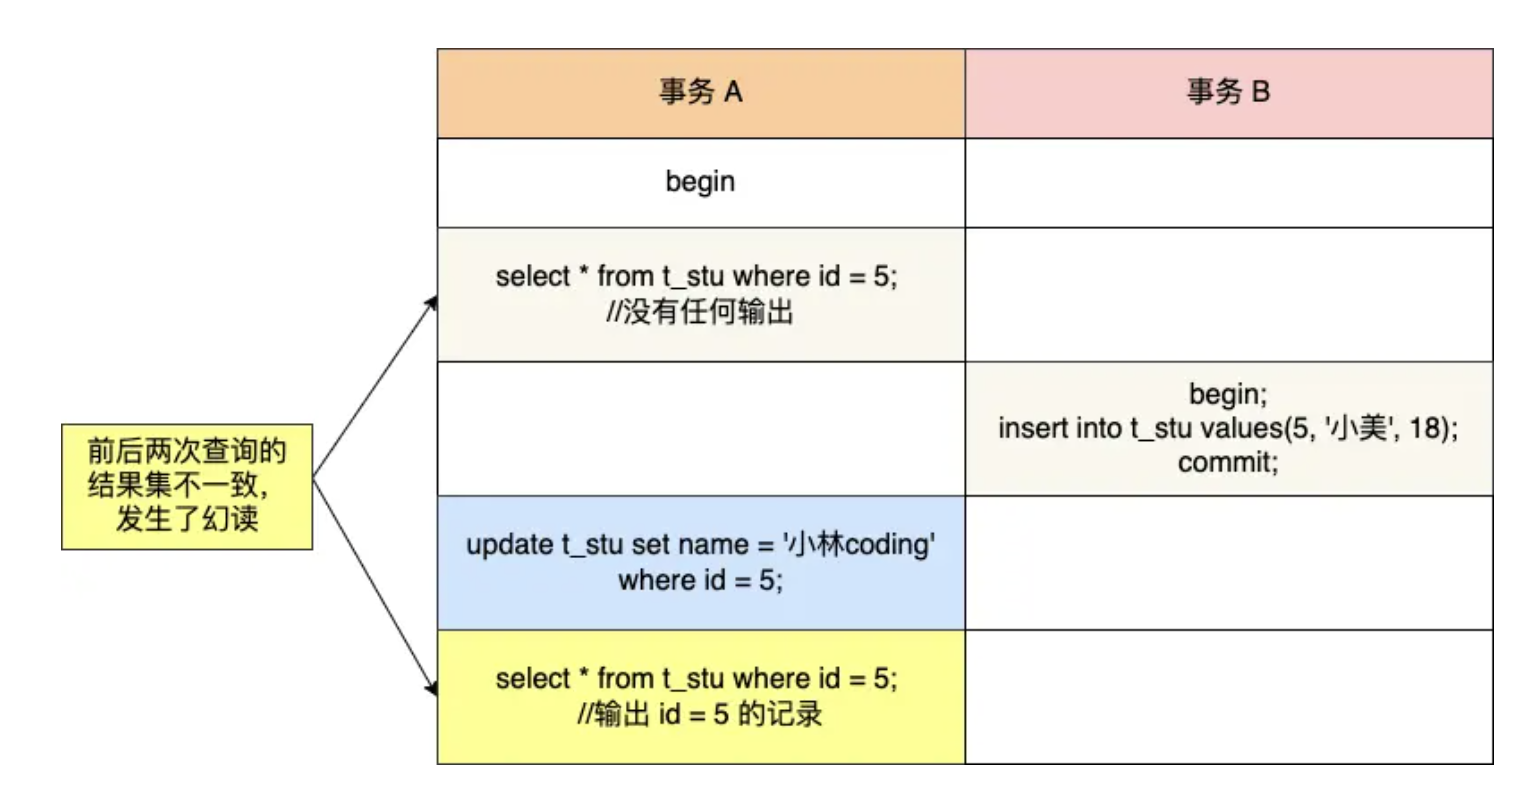 事务 A
事务 B
begin
select * from t_stu where id = 5;
//没有任何输出
begin;
insert into t_stu values(5, '小美', 18);
commit;
前后两次查询的
结果集不一致,
发生了幻读
update t_stu set name = '小林coding'
where id = 5;
select * from t_stu where id = 5;
//输出 id = 5 的记录